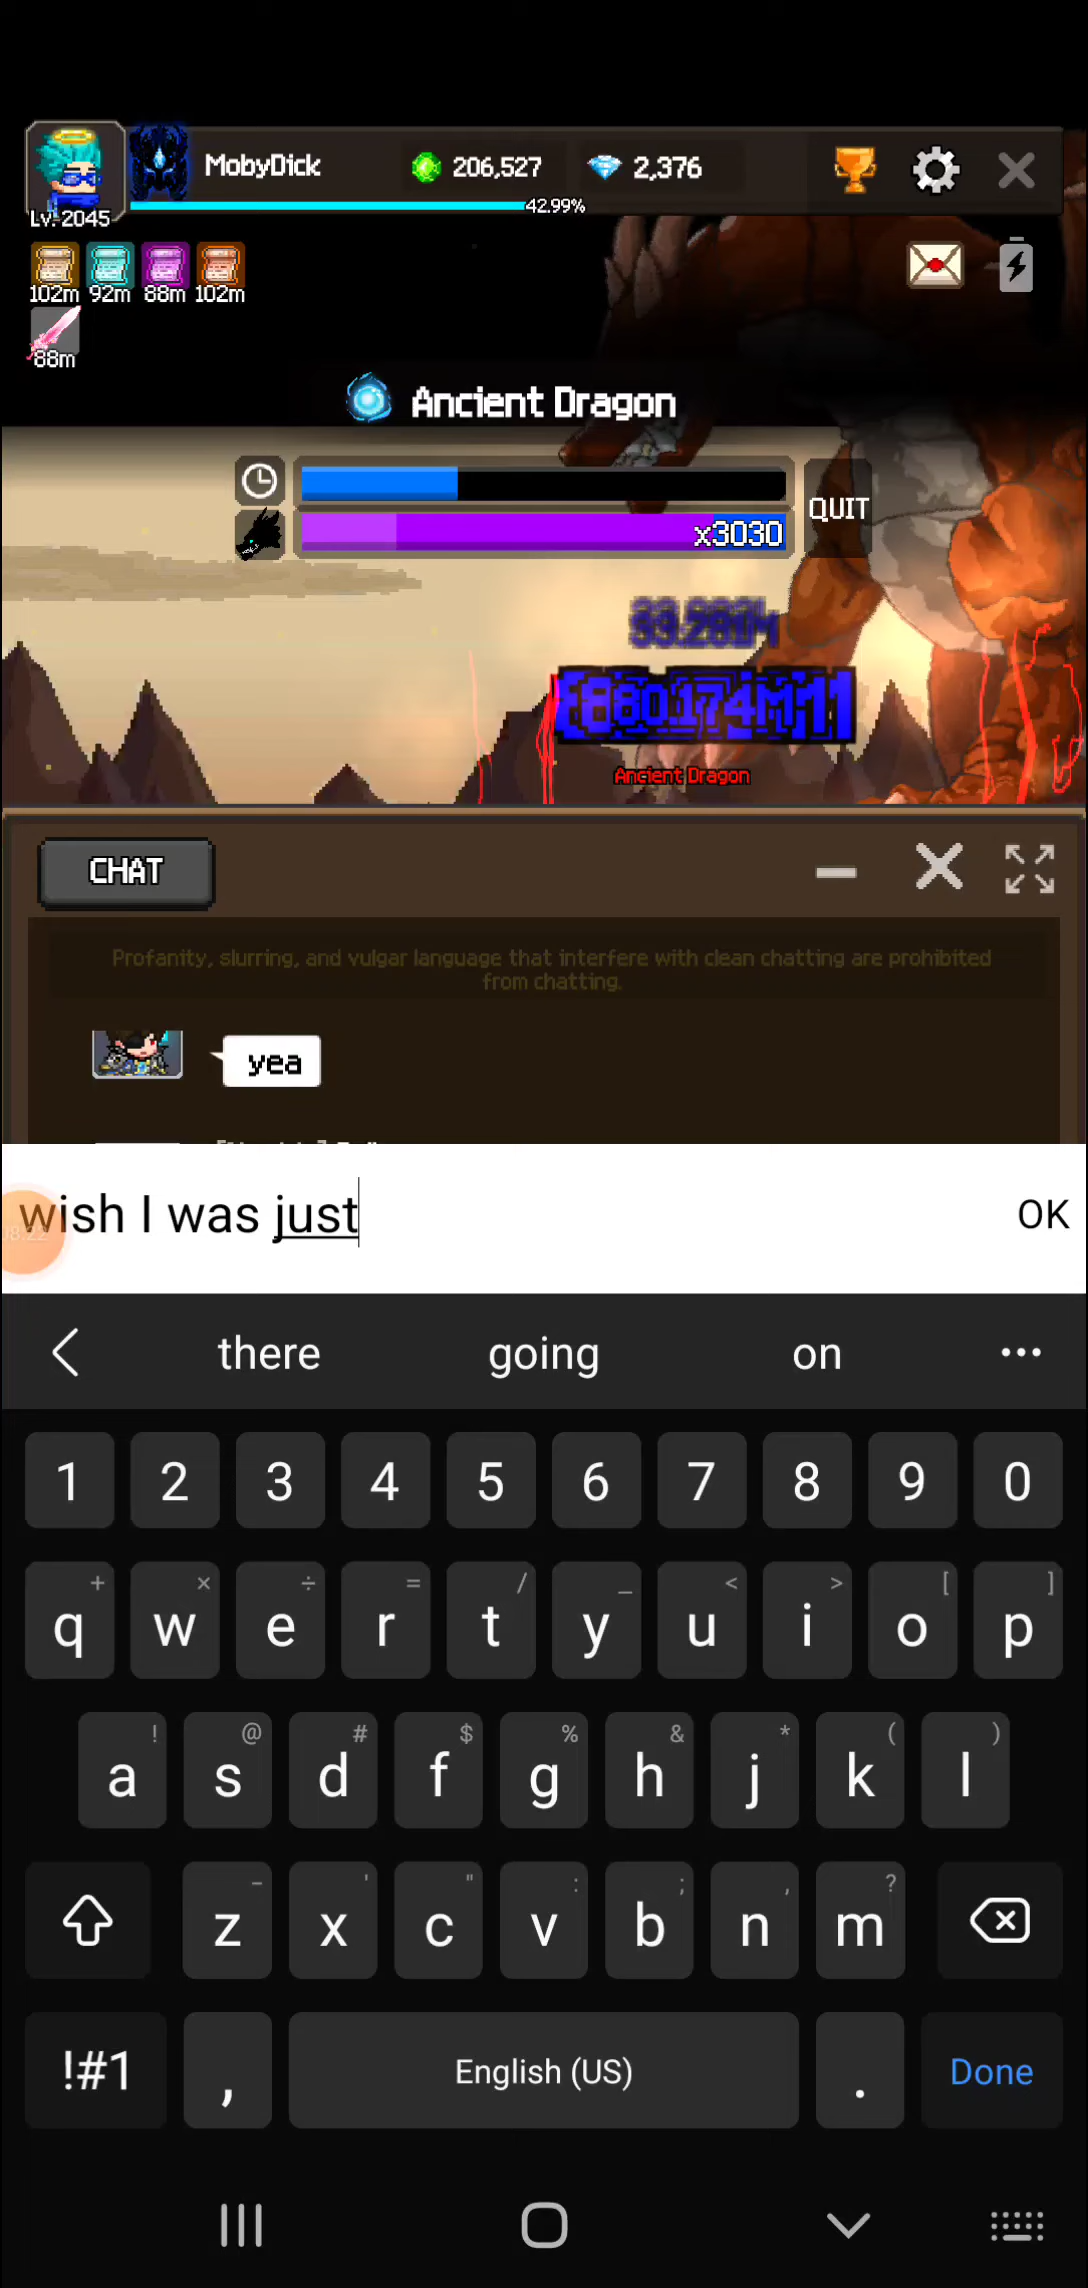 MobyDick 206,527 2,376
42.99%
Lv. 2045
102m 92m 88m 102m
88m
Ancient Dragon
QUIT
x3030
Ancient Dragon
CHAT
Profanity, slurring, and vulgar language that interfere with clean chatting are prohibited
from chatting.
yea
wish I was just OK
08:22
there going on
1 2 3 4 5 6 7 8 9 0
+ × ÷ = / _ < > [ ]
q w e r t y u i o p
! @ # $ % & * ( )
a s d f g h j k l
- ' " : ; , ?
z x c v b n m
!#1 , English (US) . Done